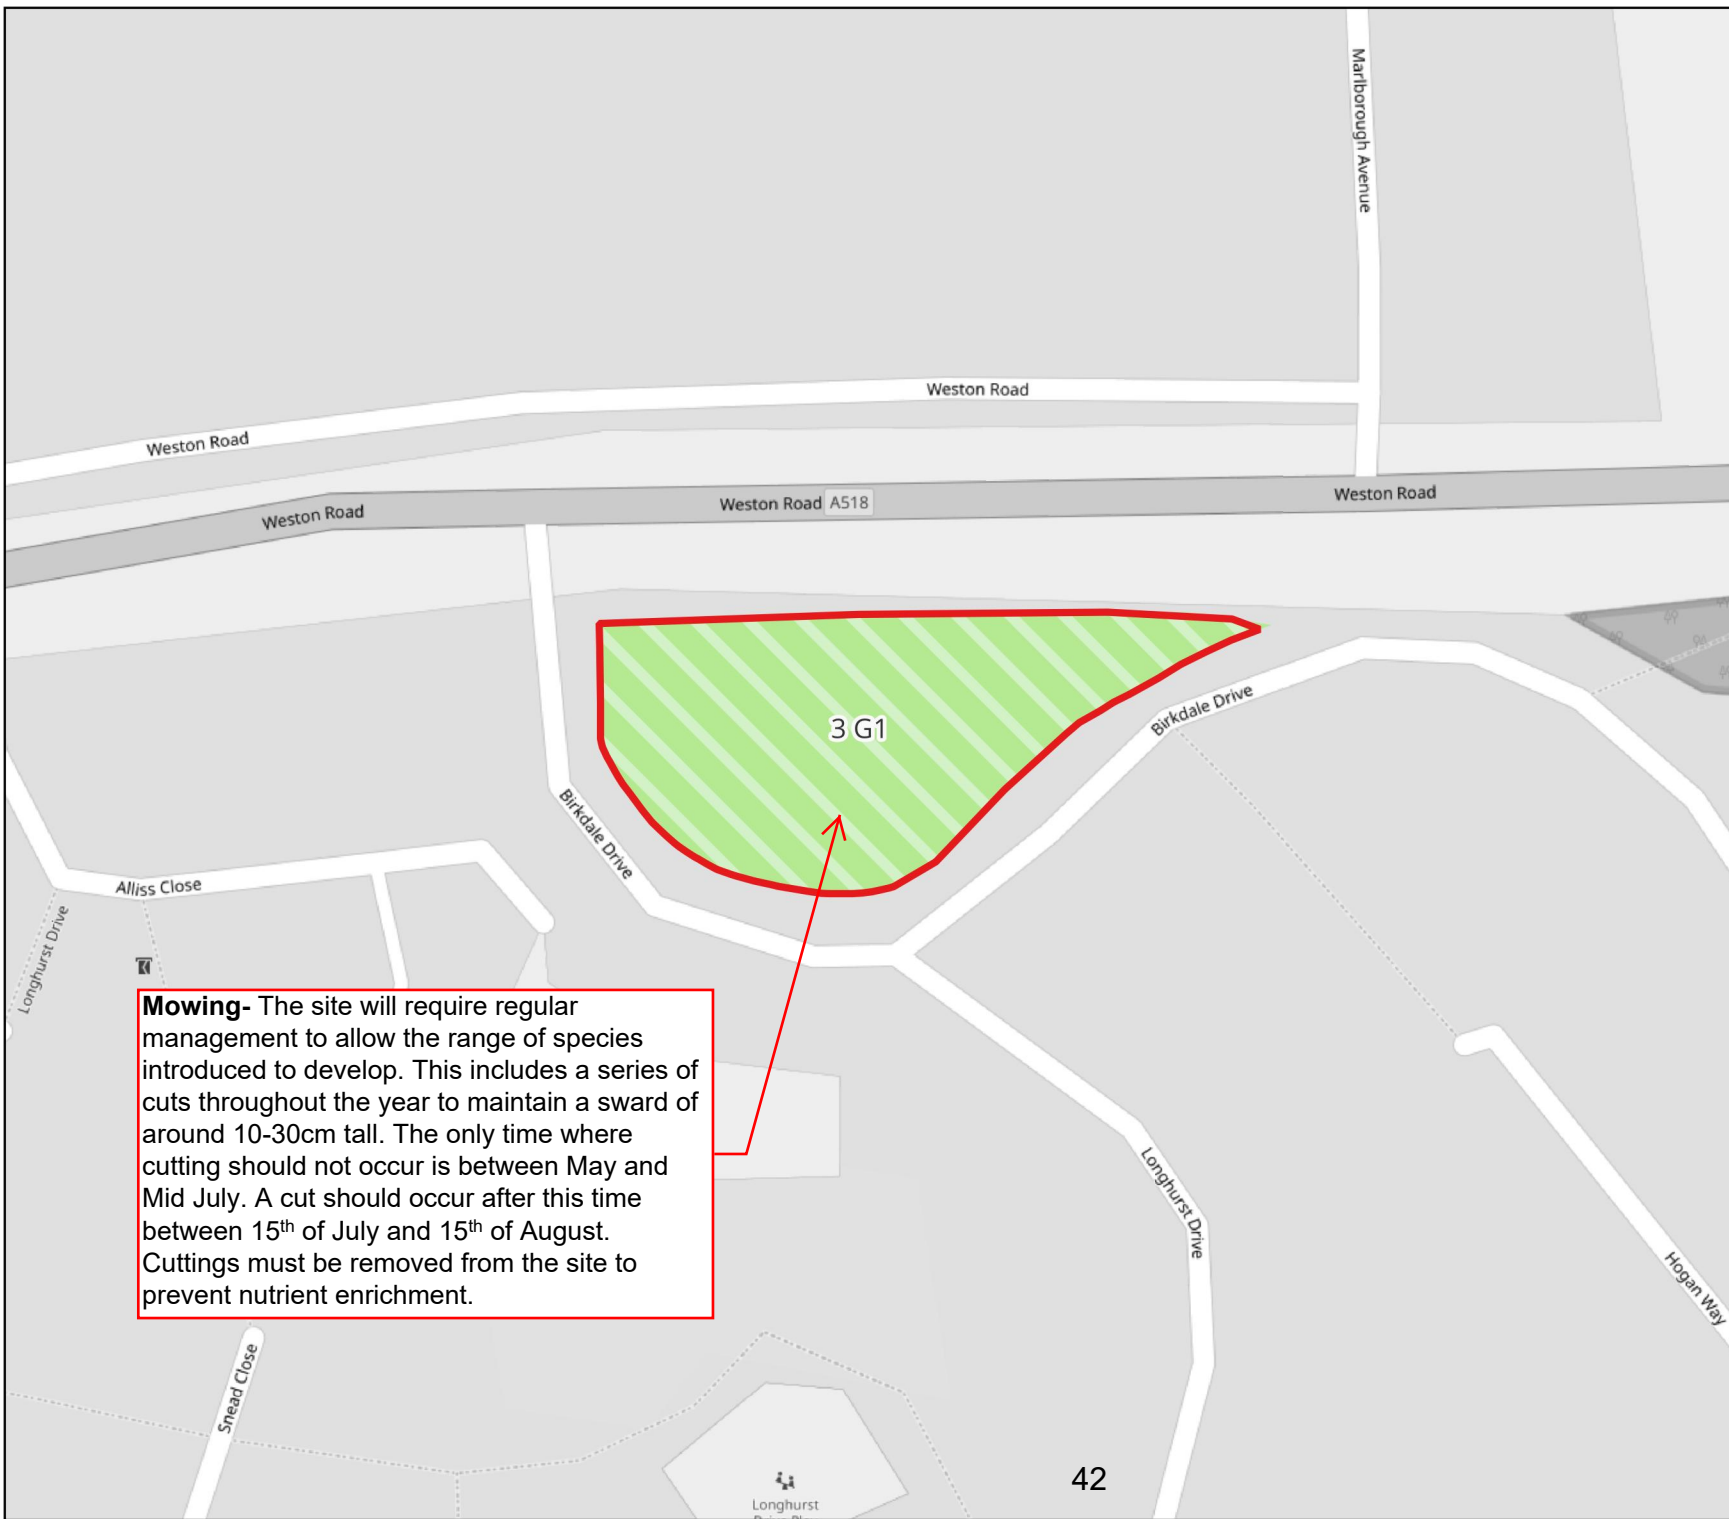 Marlborough Avenue
Weston Road
Weston Road
Weston Road
Weston Road A518
Weston Road
3 G1
Birkdale Drive
Birkdale Drive
Alliss Close
Longhurst Drive
Mowing- The site will require regular
management to allow the range of species
introduced to develop. This includes a series of
cuts throughout the year to maintain a sward of
around 10-30cm tall. The only time where
cutting should not occur is between May and
Mid July. A cut should occur after this time
between 15th of July and 15th of August.
Cuttings must be removed from the site to
prevent nutrient enrichment.
Longhurst Drive
Hogan Way
Snead Close
42
Longhurst